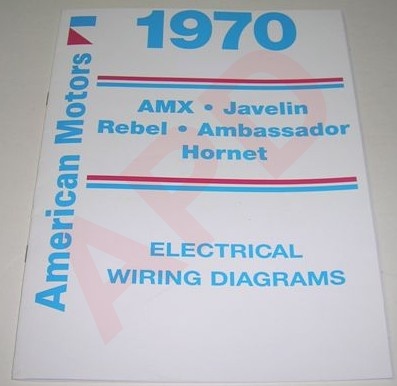 1970
AMX • Javelin
Rebel • Ambassador
Hornet
ELECTRICAL
WIRING DIAGRAMS
American Motors
APD